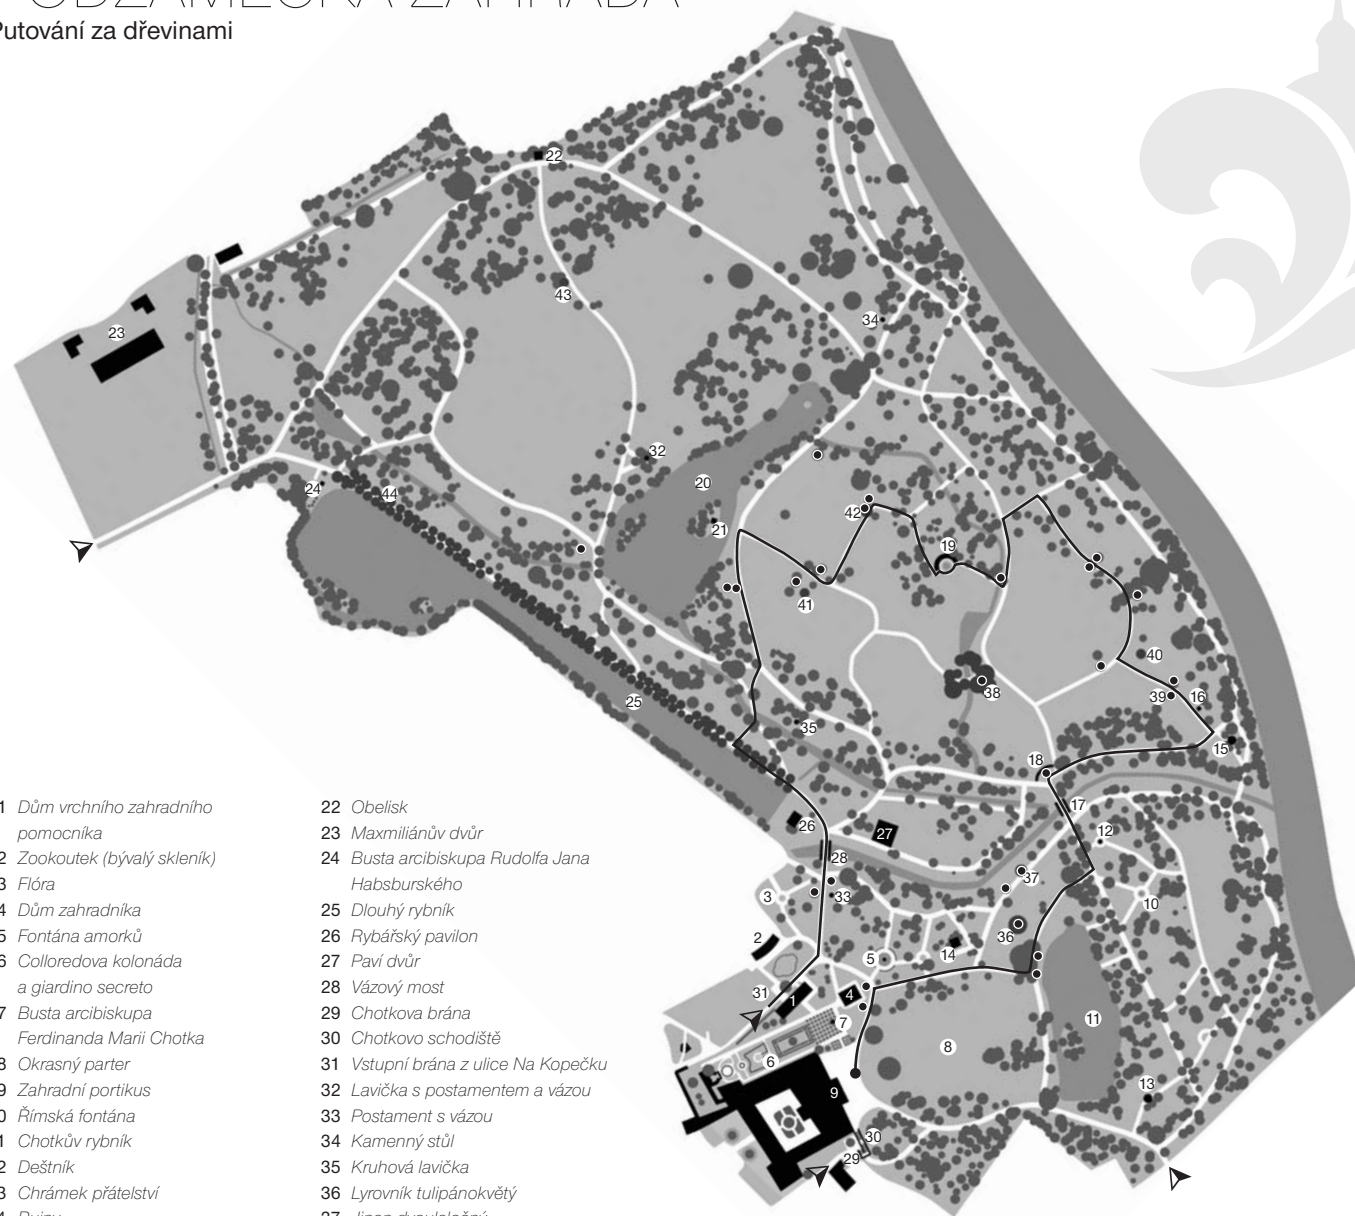 Putování za dřevinami
1 Dům vrchního zahradního
pomocníka
2 Zookoutek (bývalý skleník)
3 Flóra
4 Dům zahradníka
5 Fontána amorků
6 Colloredova kolonáda
a giardino secreto
7 Busta arcibiskupa
Ferdinanda Marii Chotka
8 Okrasný parter
9 Zahradní portikus
0 Římská fontána
1 Chotkův rybník
2 Deštník
3 Chrámek přátelství
22 Obelisk
23 Maxmiliánův dvůr
24 Busta arcibiskupa Rudolfa Jana
Habsburského
25 Dlouhý rybník
26 Rybářský pavilon
27 Paví dvůr
28 Vázový most
29 Chotkova brána
30 Chotkovo schodiště
31 Vstupní brána z ulice Na Kopečku
32 Lavička s postamentem a vázou
33 Postament s vázou
34 Kamenný stůl
35 Kruhová lavička
36 Lyrovník tulipánokvětý
22
43
23
34
32
20
24
44
42
21
19
41
40
38
39
16
25
35
15
18
17
26
27
12
28
37
3
33
10
2
36
14
5
31
1
4
7
11
8
6
9
13
30
29